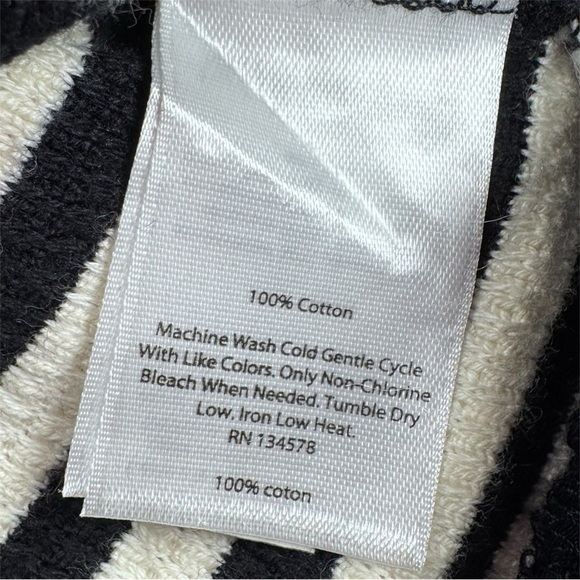 100% Cotton
Machine Wash Cold Gentle Cycle
With Like Colors. Only Non-Chlorine
Bleach When Needed. Tumble Dry
Low. Iron Low Heat.
RN 134578
100% coton